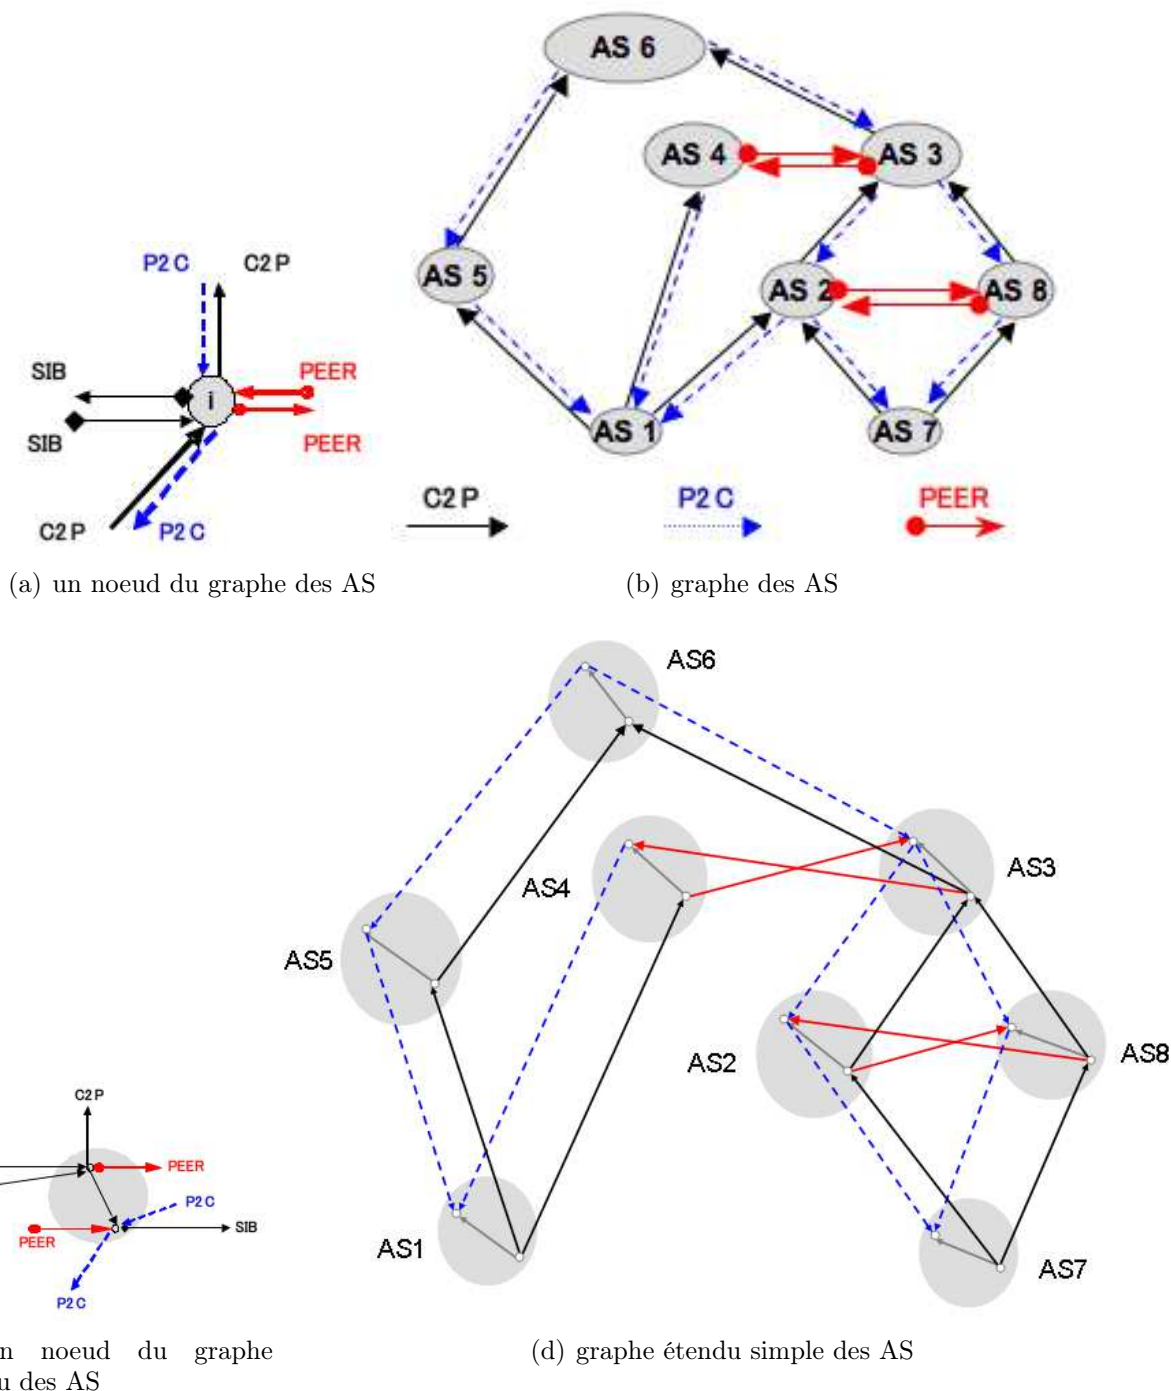 P2C
C2P
SIB
SIB
i
PEER
PEER
C2P
P2C
AS 6
AS 4
AS 3
AS 5
AS 2
AS 8
AS 1
AS 7
C2P
P2C
PEER
(a) un noeud du graphe des AS
(b) graphe des AS
AS6
AS4
AS3
AS5
AS2
AS8
AS1
AS7
C2P
PEER
P2C
SIB
PEER
P2C
n noeud du graphe
u des AS
(d) graphe étendu simple des AS